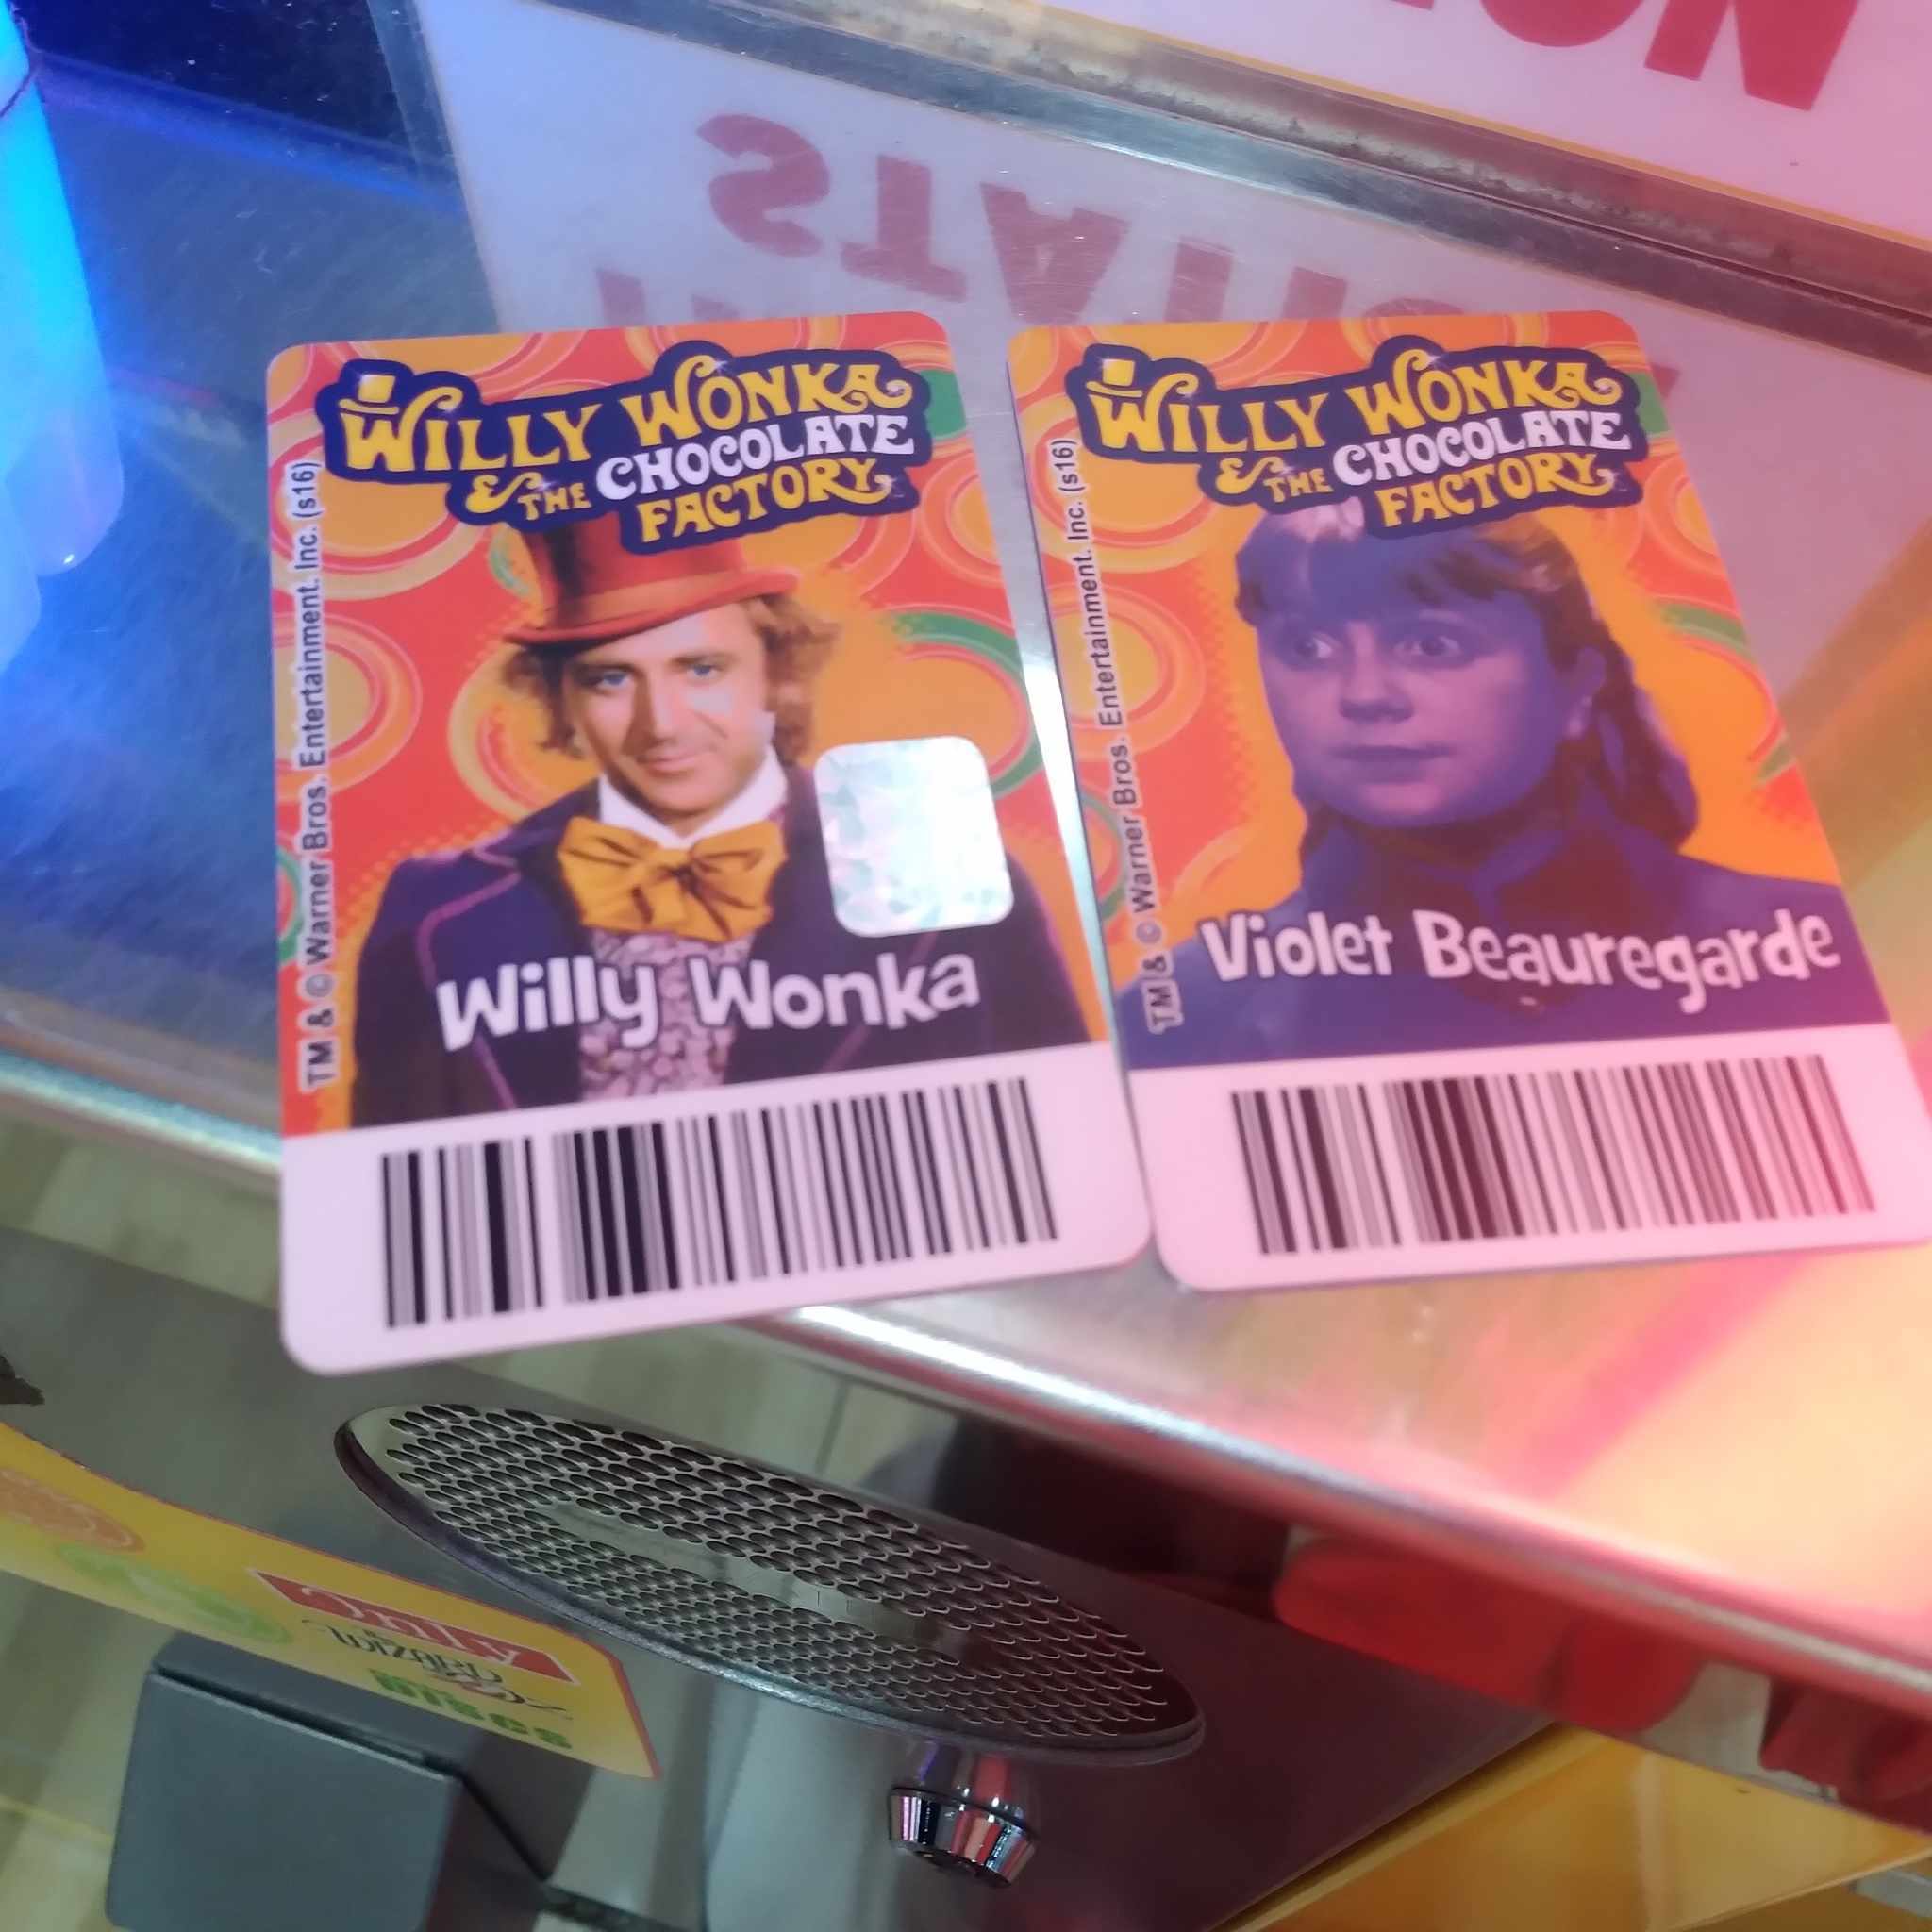 WILLY WONKA
& THE CHOCOLATE
FACTORY
TM & © Warner Bros. Entertainment. Inc. (s16)
Willy Wonka
WILLY WONKA
& THE CHOCOLATE
FACTORY
TM & © Warner Bros. Entertainment. Inc. (s16)
Violet Beauregarde